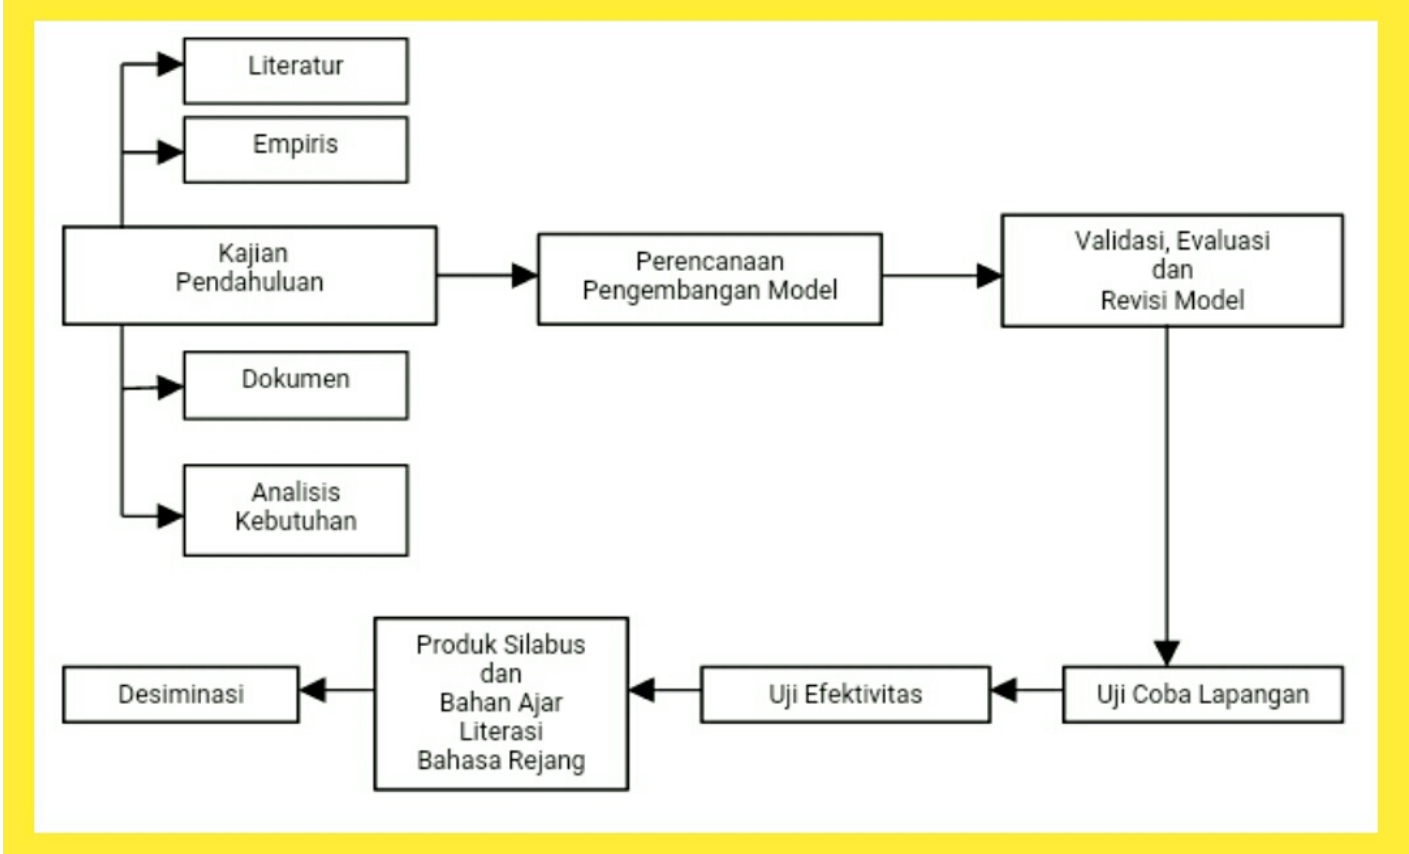 Literatur
Empiris
Kajian
Pendahuluan
Perencanaan
Pengembangan Model
Validasi, Evaluasi
dan
Revisi Model
Dokumen
Analisis
Kebutuhan
Produk Silabus
dan
Bahan Ajar
Literasi
Bahasa Rejang
Desiminasi
Uji Efektivitas
Uji Coba Lapangan